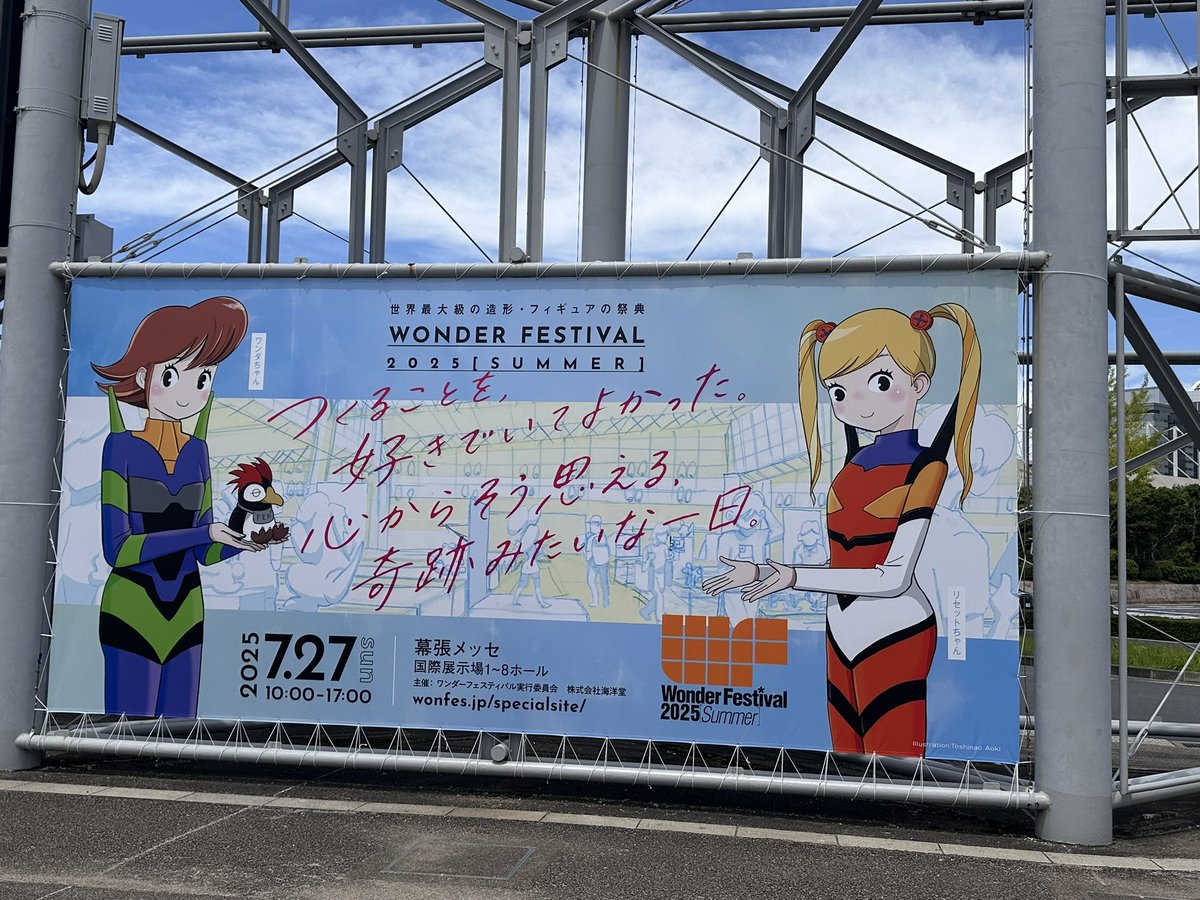 世界最大級の造形・フィギュアの祭典
WONDER FESTIVAL
2025[SUMMER]
ワンダちゃん
つくることを、
好きでいてよかった。
心からそう思える、
奇跡みたいな一日。
PEN
リセットちゃん
2025 7.27 SUN
10:00-17:00
幕張メッセ
国際展示場1~8ホール
主催：ワンダーフェスティバル実行委員会 株式会社海洋堂
wonfes.jp/specialsite/
WF
Wonder Festival
2025[Summer]
Illustration:Toshinao Aoki